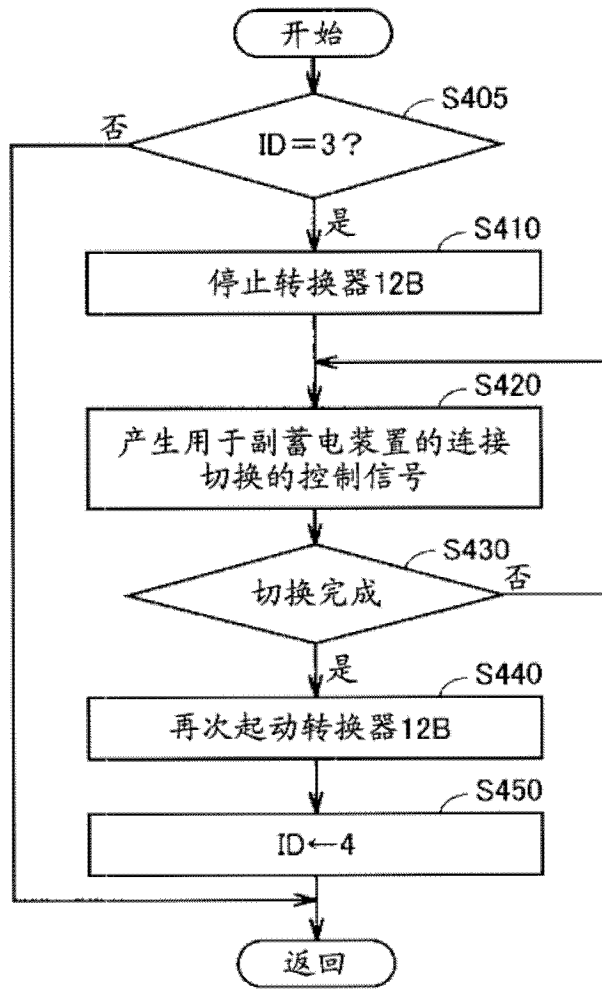 开始
S405
否
ID=3?
是
S410
停止转换器12B
S420
产生用于副蓄电装置的连接
切换的控制信号
S430
切换完成
否
是
S440
再次起动转换器12B
S450
ID←4
返回